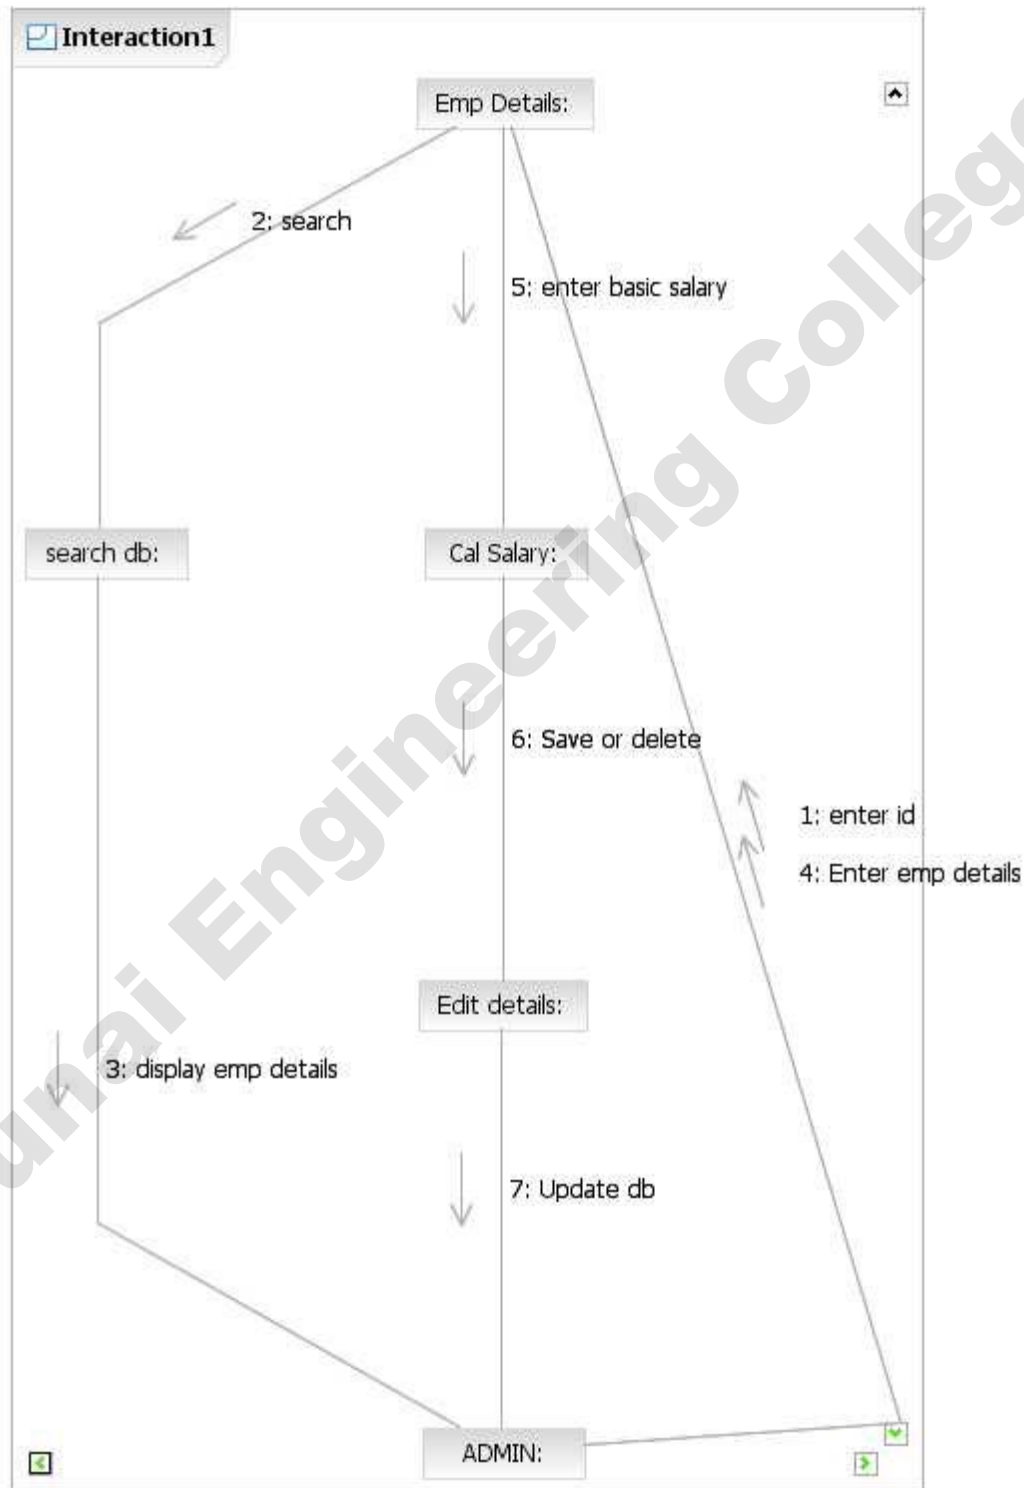 Interaction1
Emp Details:
2: search
5: enter basic salary
search db:
Cal Salary:
6: Save or delete
1: enter id
4: Enter emp details
Edit details:
3: display emp details
7: Update db
ADMIN:
Engineering College